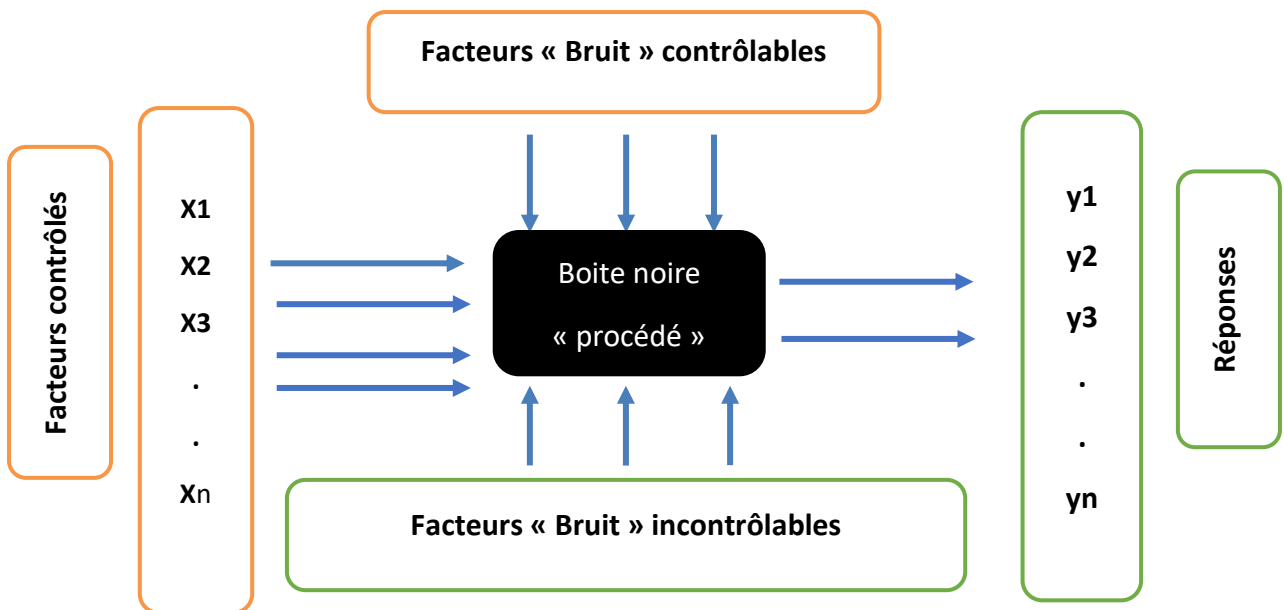 Facteurs « Bruit » contrôlables
Facteurs contrôlés
X1
X2
X3
.
.
Xn
Boite noire
« procédé »
y1
y2
y3
.
.
yn
Réponses
Facteurs « Bruit » incontrôlables